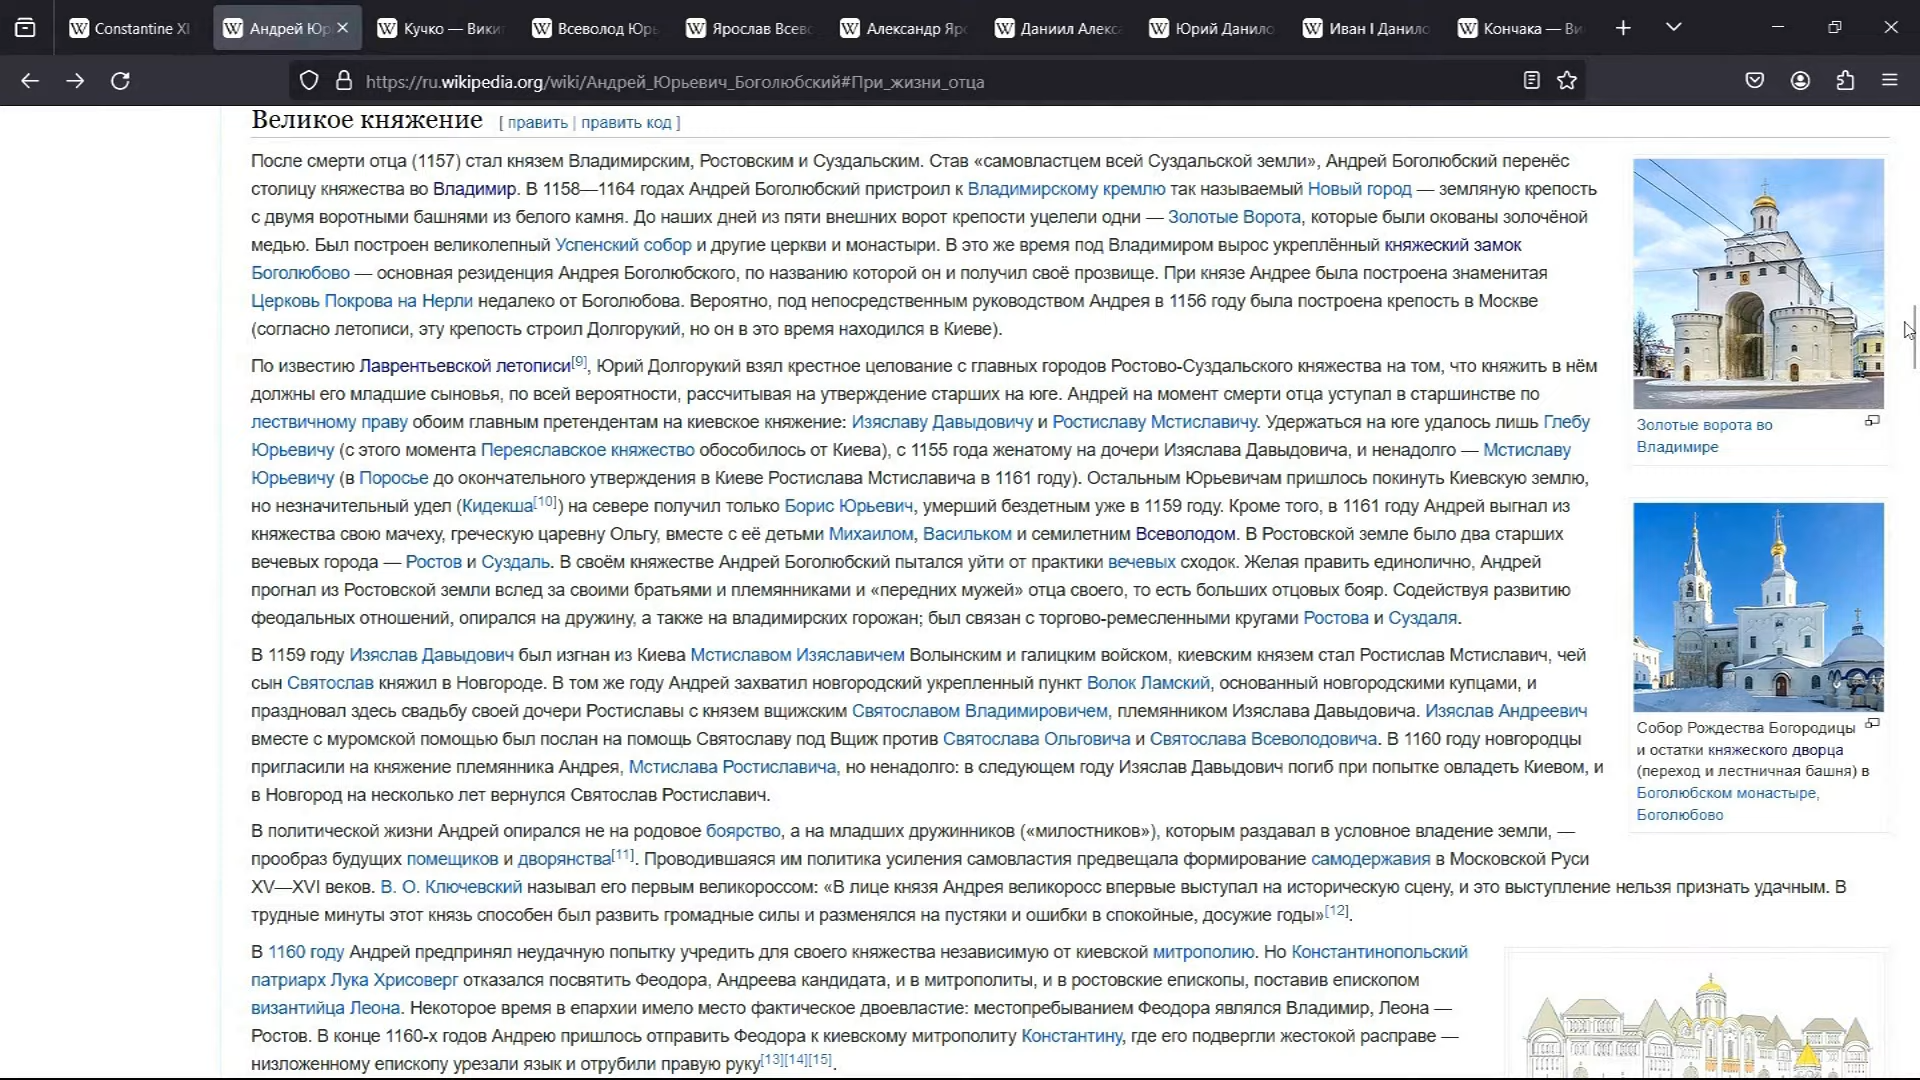 Constantine XI
Андрей Юр
Кучко — Вики
Всеволод Юрь
Ярослав Всев
Александр Яро
Даниил Алекса
Юрий Данило
Иван I Данило
Кончака — Ви
https://ru.wikipedia.org/wiki/Андрей_Юрьевич_Боголюбский#При_жизни_отца
Великое княжение [ править | править код ]
После смерти отца (1157) стал князем Владимирским, Ростовским и Суздальским. Став «самовластцем всей Суздальской земли», Андрей Боголюбский перенёс
столицу княжества во Владимир. В 1158—1164 годах Андрей Боголюбский пристроил к Владимирскому кремлю так называемый Новый город — земляную крепость
с двумя воротными башнями из белого камня. До наших дней из пяти внешних ворот крепости уцелели одни — Золотые Ворота, которые были окованы золочёной
медью. Был построен великолепный Успенский собор и другие церкви и монастыри. В это же время под Владимиром вырос укреплённый княжеский замок
Боголюбово — основная резиденция Андрея Боголюбского, по названию которой он и получил своё прозвище. При князе Андрее была построена знаменитая
Церковь Покрова на Нерли недалеко от Боголюбова. Вероятно, под непосредственным руководством Андрея в 1156 году была построена крепость в Москве
(согласно летописи, эту крепость строил Долгорукий, но он в это время находился в Киеве).
По известию Лаврентьевской летописи[9], Юрий Долгорукий взял крестное целование с главных городов Ростово-Суздальского княжества на том, что княжить в нём
должны его младшие сыновья, по всей вероятности, рассчитывая на утверждение старших на юге. Андрей на момент смерти отца уступал в старшинстве по
лествичному праву обоим главным претендентам на киевское княжение: Изяславу Давыдовичу и Ростиславу Мстиславичу. Удержаться на юге удалось лишь Глебу
Юрьевичу (с этого момента Переяславское княжество обособилось от Киева), с 1155 года женатому на дочери Изяслава Давыдовича, и ненадолго — Мстиславу
Юрьевичу (в Поросье до окончательного утверждения в Киеве Ростислава Мстиславича в 1161 году). Остальным Юрьевичам пришлось покинуть Киевскую землю,
но незначительный удел (Кидекша[10]) на севере получил только Борис Юрьевич, умерший бездетным уже в 1159 году. Кроме того, в 1161 году Андрей выгнал из
княжества свою мачеху, греческую царевну Ольгу, вместе с её детьми Михаилом, Васильком и семилетним Всеволодом. В Ростовской земле было два старших
вечевых города — Ростов и Суздаль. В своём княжестве Андрей Боголюбский пытался уйти от практики вечевых сходок. Желая править единолично, Андрей
прогнал из Ростовской земли вслед за своими братьями и племянниками и «передних мужей» отца своего, то есть больших отцовых бояр. Содействуя развитию
феодальных отношений, опирался на дружину, а также на владимирских горожан; был связан с торгово-ремесленными кругами Ростова и Суздаля.
В 1159 году Изяслав Давыдович был изгнан из Киева Мстиславом Изяславичем Волынским и галицким войском, киевским князем стал Ростислав Мстиславич, чей
сын Святослав княжил в Новгороде. В том же году Андрей захватил новгородский укрепленный пункт Волок Ламский, основанный новгородскими купцами, и
праздновал здесь свадьбу своей дочери Ростиславы с князем вщижским Святославом Владимировичем, племянником Изяслава Давыдовича. Изяслав Андреевич
вместе с муромской помощью был послан на помощь Святославу под Вщиж против Святослава Ольговича и Святослава Всеволодовича. В 1160 году новгородцы
пригласили на княжение племянника Андрея, Мстислава Ростиславича, но ненадолго: в следующем году Изяслав Давыдович погиб при попытке овладеть Киевом, и
в Новгород на несколько лет вернулся Святослав Ростиславич.
В политической жизни Андрей опирался не на родовое боярство, а на младших дружинников («милостников»), которым раздавал в условное владение земли, —
прообраз будущих помещиков и дворянства[11]. Проводившаяся им политика усиления самовластия предвещала формирование самодержавия в Московской Руси
XV—XVI веков. В. О. Ключевский называл его первым великороссом: «В лице князя Андрея великоросс впервые выступал на историческую сцену, и это выступление нельзя признать удачным. В
трудные минуты этот князь способен был развить громадные силы и разменялся на пустяки и ошибки в спокойные, досужие годы»[12].
В 1160 году Андрей предпринял неудачную попытку учредить для своего княжества независимую от киевской митрополию. Но Константинопольский
патриарх Лука Хрисоверг отказался посвятить Феодора, Андреева кандидата, и в митрополиты, и в ростовские епископы, поставив епископом
византийца Леона. Некоторое время в епархии имело место фактическое двоевластие: местопребыванием Феодора являлся Владимир, Леона —
Ростов. В конце 1160-х годов Андрею пришлось отправить Феодора к киевскому митрополиту Константину, где его подвергли жестокой расправе —
низложенному епископу урезали язык и отрубили правую руку[13][14][15].
Золотые ворота во
Владимире
Собор Рождества Богородицы
и остатки княжеского дворца
(переход и лестничная башня) в
Боголюбском монастыре,
Боголюбово